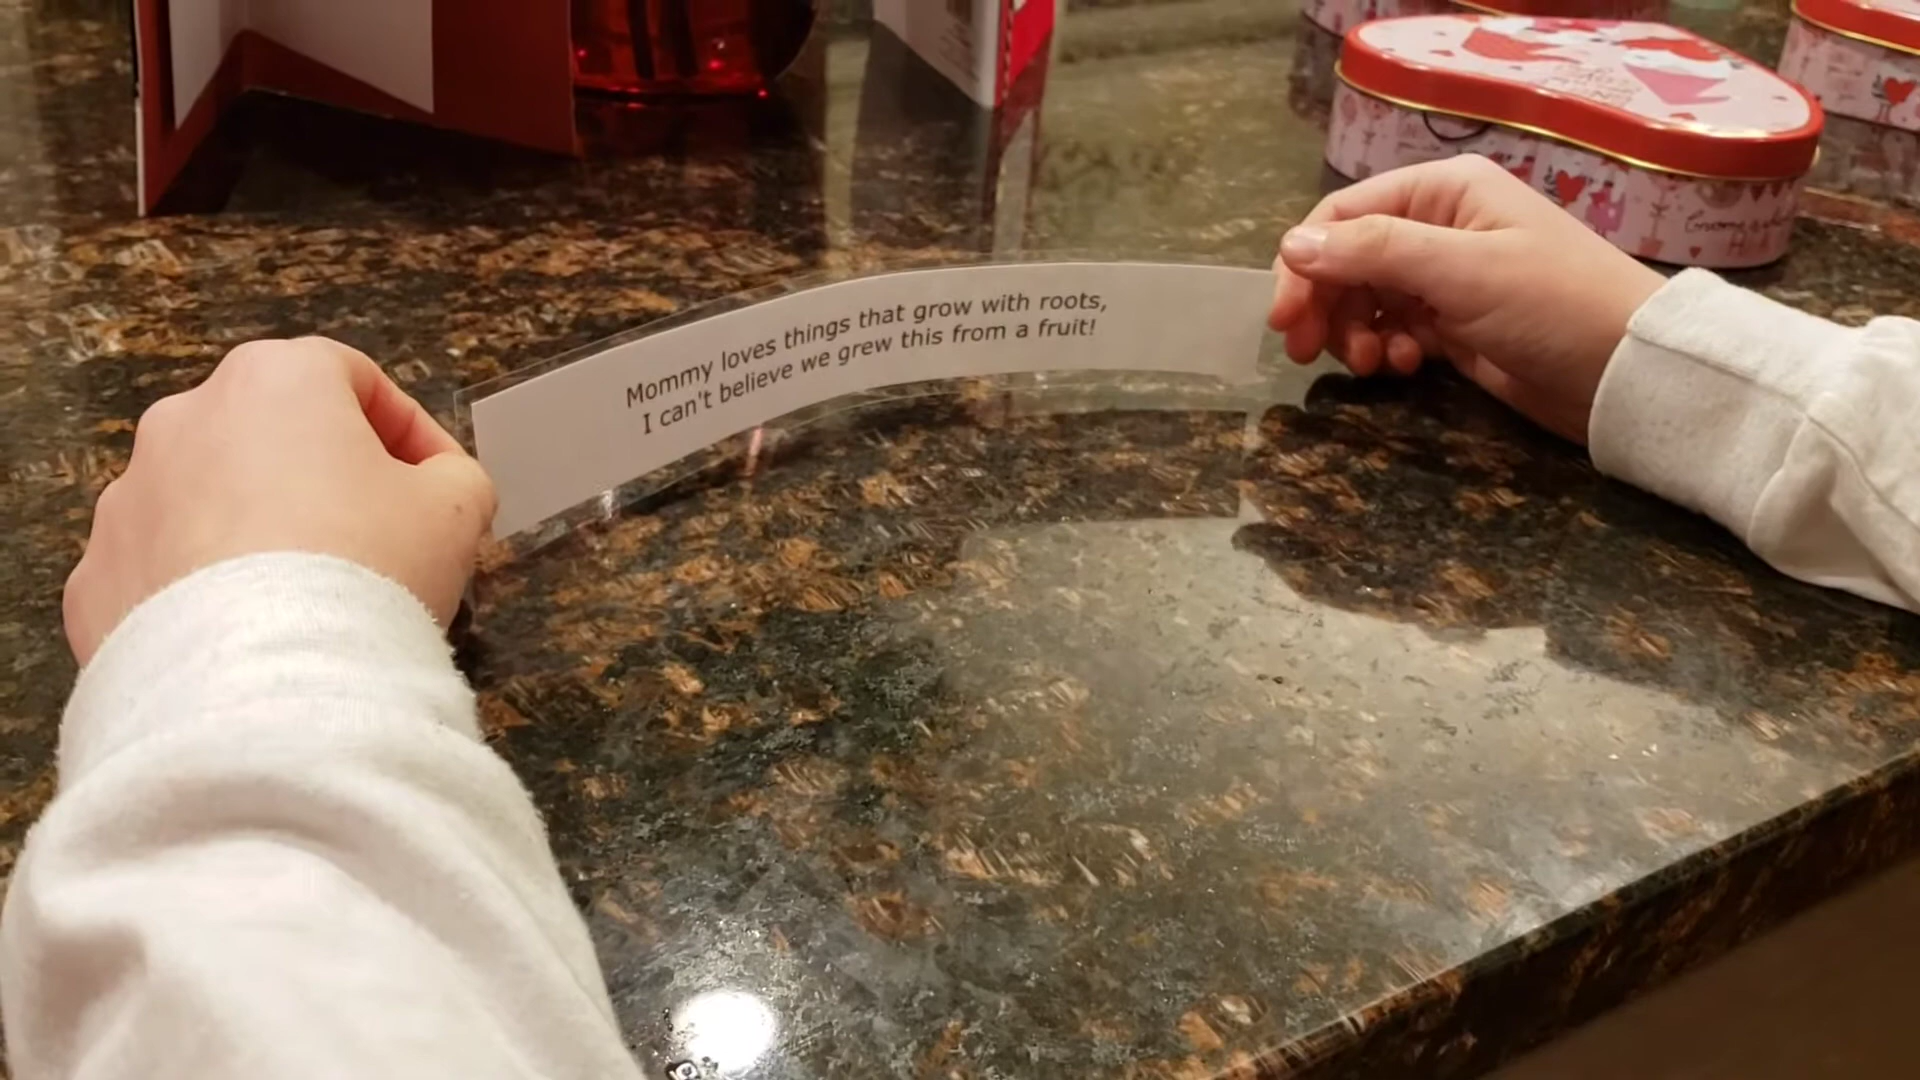 Mommy loves things that grow with roots,
I can't believe we grew this from a fruit!